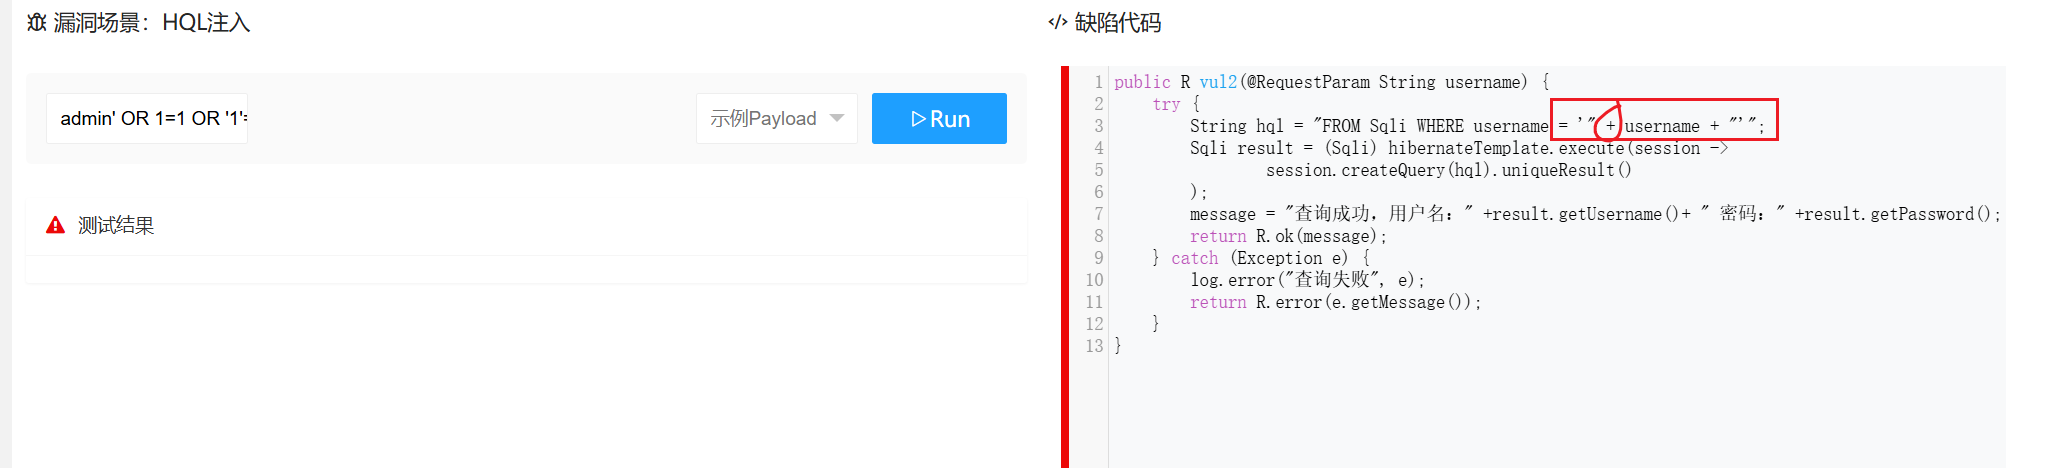 漏洞场景：HQL注入
admin' OR 1=1 OR '1'=
示例Payload
Run
测试结果
</> 缺陷代码
1 public R vul2(@RequestParam String username) {
2 try {
3 String hql = "FROM Sqli WHERE username = '" + username + "'";
4 Sqli result = (Sqli) hibernateTemplate.execute(session ->
5 session.createQuery(hql).uniqueResult()
6 );
7 message = "查询成功，用户名：" +result.getUsername()+ " 密码：" +result.getPassword();
8 return R.ok(message);
9 } catch (Exception e) {
10 log.error("查询失败", e);
11 return R.error(e.getMessage());
12 }
13 }